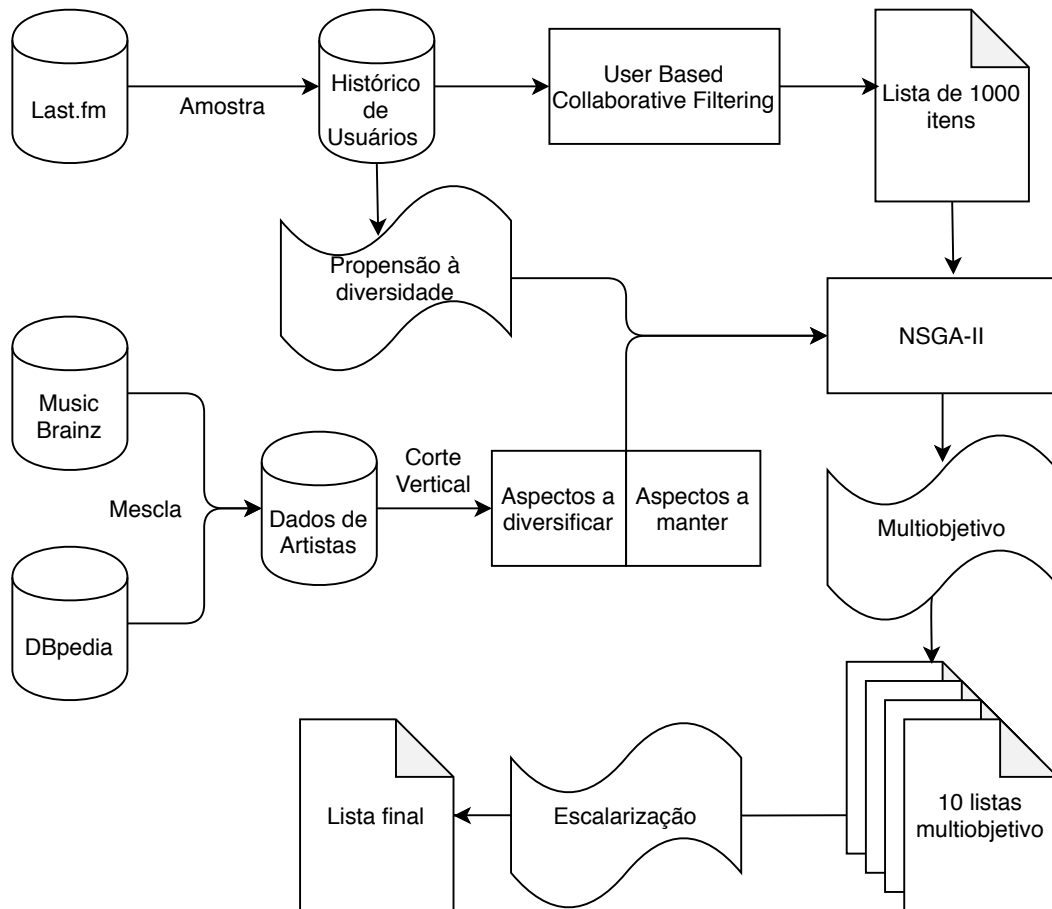 Last.fm
Amostra
Histórico
de
Usuários
User Based
Collaborative Filtering
Lista de 1000
itens
Propensão à
diversidade
NSGA-II
Music
Brainz
Mescla
DBpedia
Dados de
Artistas
Corte
Vertical
Aspectos a
diversificar
Aspectos a
manter
Multiobjetivo
10 listas
multiobjetivo
Escalarização
Lista final